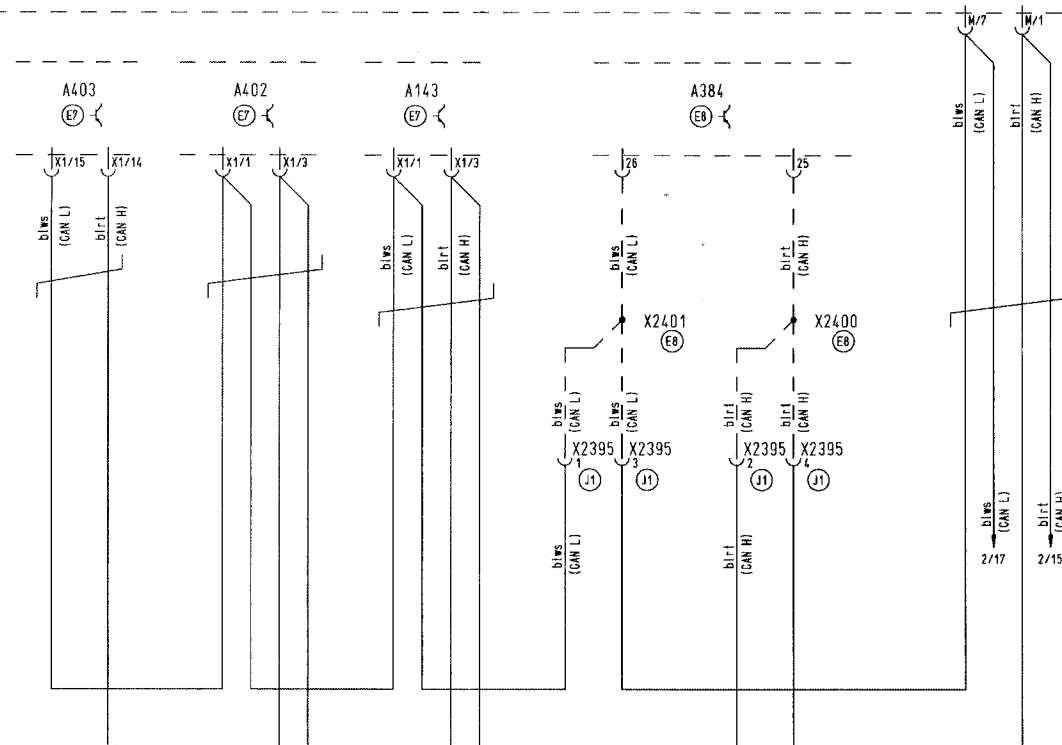 M/7
M/1
A403
A402
A143
A384
E7
E7
E7
E8
X1/15
X1/14
X1/1
X1/3
X1/1
X1/3
26
25
blws
(CAN L)
blrt
(CAN H)
blws
(CAN L)
blrt
(CAN H)
blws
(CAN L)
blrt
(CAN H)
blws
(CAN L)
blrt
(CAN H)
X2401
E8
X2400
E8
blws
(CAN L)
blws
(CAN L)
blrt
(CAN H)
blrt
(CAN H)
X2395
1
J1
X2395
3
J1
X2395
2
J1
X2395
4
J1
blws
(CAN L)
blrt
(CAN H)
blws
(CAN L)
blrt
(CAN H)
2/17
2/15